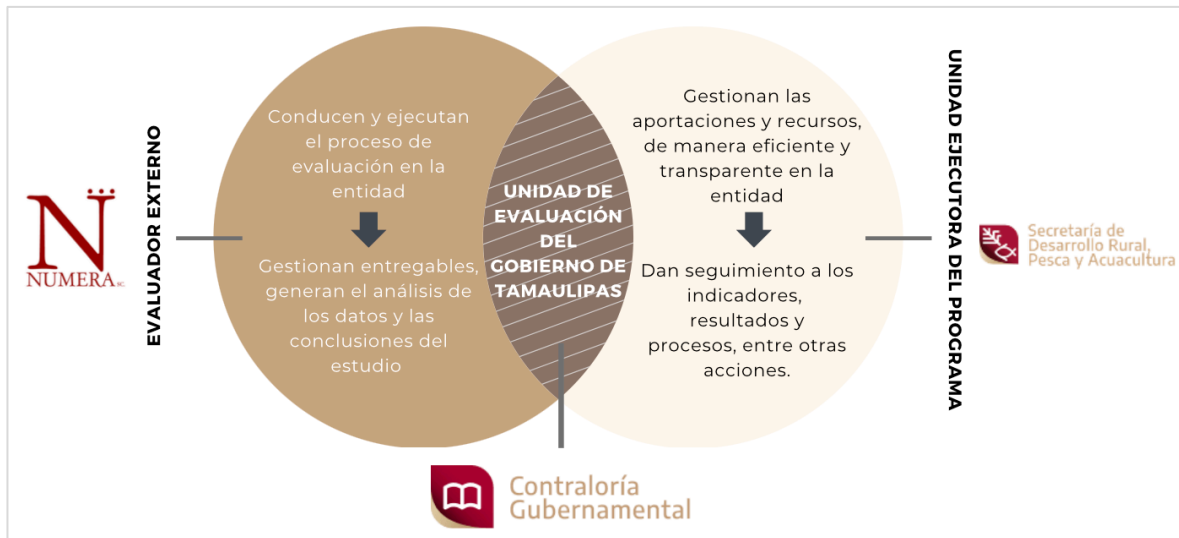 NUMERA S.C.
EVALUADOR EXTERNO
Conducen y ejecutan
el proceso de
evaluación en la
entidad
Gestionan entregables,
generan el análisis de
los datos y las
conclusiones del
estudio
UNIDAD DE
EVALUACIÓN
DEL
GOBIERNO DE
TAMAULIPAS
Gestionan las
aportaciones y recursos,
de manera eficiente y
transparente en la
entidad
Dan seguimiento a los
indicadores,
resultados y
procesos, entre otras
acciones.
UNIDAD EJECUTORA DEL PROGRAMA
Secretaría de
Desarrollo Rural,
Pesca y Acuacultura
Contraloría
Gubernamental